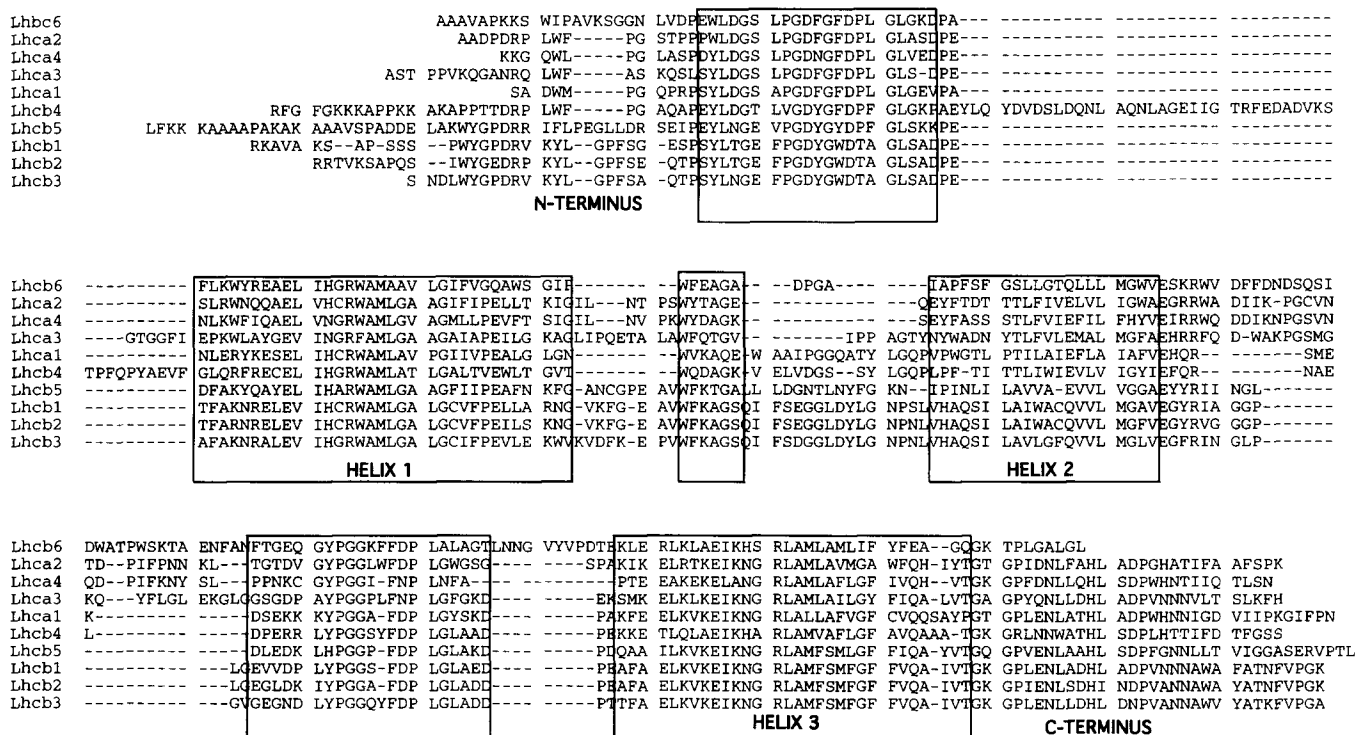 Lhbc6 AAAVAPKKS WIPAVKSGGN LVDPEWLDGS LPGDFGFDPL GLGKDPA--- ---------- ---------- ---------- ----------
Lhca2 AADPDRP LWF-----PG STPPPWLDGS LPGDFGFDPL GLASDPE--- ---------- ---------- ---------- ----------
Lhca4 KKG QWL-----PG LASPDYLDGS LPGDNGFDPL GLVEDPE--- ---------- ---------- ---------- ----------
Lhca3 AST PPVKQGANRQ LWF-----AS KQSLSYLDGS LPGDFGFDPL GLS-DPE--- ---------- ---------- ---------- ----------
Lhca1 SA DWM-----PG QPRPSYLDGS APGDFGFDPL GLGEVPA--- ---------- ---------- ---------- ----------
Lhcb4 RFG FGKKKAPPKK AKAPPTTDRP LWF-----PG AQAPEYLDGT LVGDYGFDPF GLGKPAEYLQ YDVDSLDQNL AQNLAGEIIG TRFEDADVKS
Lhcb5 LFKK KAAAAPAKAK AAAVSPADDE LAKWYGPDRR IFLPEGLLDR SEIPEYLNGE VPGDYGYDPF GLSKKPE--- ---------- ---------- ---------- ----------
Lhcb1 RKAVAK KS--AP-SSS --PWYGPDRV KYL--GPFSG -ESPSYLTGE FPGDYGWDTA GLSADPE--- ---------- ---------- ---------- ----------
Lhcb2 RRTVKSAPQS --IWYGEDRP KYL--GPFSE -QTPSYLTGE FPGDYGWDTA GLSADPE--- ---------- ---------- ---------- ----------
Lhcb3 S NDLWYGPDRV KYL--GPFSA -QTPSYLNGE FPGDYGWDTA GLSADPE--- ---------- ---------- ---------- ----------
N-TERMINUS
Lhcb6 ---------- FLKWYREAEL IHGRWAMAAV LGIFVGQAWS GIP------- --WFEAGA-- --DPGA---- --IAPFSFG SLLGTQLLL MGWVESKRWV DFFDNDSQSI
Lhca2 ---------- SLRWNQQAEL IHCRWAMLGA AGIFIPELLT KIGIL--NT PSWYTAGE-- ---------- -QEYFTDT TTLFIVELVL IGWAEGRRWA DIIK-PGCVN
Lhca4 ---------- NLKWFIQAEL VNGRWAMLGV AGMLLPEVFT SIGIL---NV PKWYDAGK-- ---------- -SEYFASS STLFVIEFIL FHYVEIRRWQ DDIKNPGSVN
Lhca3 ----GTGGFI EPKWLAYGEV INGRFAMLGA AGAIAPEILG KAGLIPQETA LAWFQTGV-- ------IPP AGTYNYWADN YTLFVLEMAL MGFAEHRRFQ D-WAKPGSMG
Lhca1 ---------- NLERYKESEL IHCRWAMLAV PGIIVPEALG LGN------- --WVKAQE-W AAIPGGQATY LGQPVPWGTL PTILAIEFLA IAFVEHQR-- -----SME
Lhcb4 TPFQPYAEVF GLQRFRECEL IHGRWAMLAT LGALTVEWLT GVT------- --WQDAGK-V ELVDGS-SYL GQPLPF-TI TTLIWIEVLV IGYIEFQR-- -----NAE
Lhcb5 ---------- DFAKYQAYEL IHARWAMLGA AGFIIPEAFN KFG-ANCGPE AVWFKTGALL LDGNTLNYFG KN--IPINLI LAVVA-EVVL VGGAEYYRII NGL------
Lhcb1 ---------- TFAKNRELEV IHCRWAMLGA LGCVFPELLA RNG-VKFG-E AVWFKAGSQI FSEGGLDYLG NPSLVHAQSI LAIWACQVVL MGAVEGYRIA GGP------
Lhcb2 ---------- TFARNRELEV IHSRWAMLGA LGCVFPEILS KNG-VKFG-E AVWFKAGSQI FSEGGLDYLG NPNLVHAQSI LAIWACQVVL MGFVEGYRVG GGP------
Lhcb3 ---------- AFAKNRALEV IHGRWAMLGA LGCIFPEVLE KWVKVDFK-E PVWFKAGSQI FSDGGLDYLG NPNLVHAQSI LAVLGFQVVL MGLVEGFRIN GLP------
HELIX 1 HELIX 2
Lhcb6 DWATPWSKTA ENFANFTGEQ GYPGGKFFDP LALAGTLNNG VYVPDTEKLE RLKLAEIKHS RLAMLAMLIF YFEA--GQGK TPLGALGL
Lhca2 TD--PIFPNNK KL---TGTDV GYPGGLWFDP LGWGSG---- ----SPAKIK ELRTKEIKNG RLAMLAVMGA WFQH-IYTGT GPIDNLFAHL ADPGHATIFA AFSPK
Lhca4 QD--PIFKNYS L----PPNKC GYPGGI-FNP LNFA------ ------PTE EAKEKELANG RLAMLAFLGF IVQH--VTGK GPFDNLLQHL SDPWHNTIIQ TLSN
Lhca3 KQ---YFLGL EKGLGGSGDP AYPGGPLFNP LGFGKD---- ------EKSMK ELKLKEIKNG RLAMLAILGY FIQA-LVTGA GPYQNLLDHL ADPVNNNVLT SLKFH
Lhca1 K--------- -----DSEKK KYPGGA-FDP LGYSKD---- ------PAKFE ELKVKEIKNG RLALLAFVGF CVQQSAYPGT GPLENLATHL ADPWHNNIGD VIIPKGIFPN
Lhcb4 L--------- -----DPERR LYPGGSYFDP LGLAAD---- ------PEKKE TLQLAEIKHA RLAMVAFLGF AVQAAA-TGK GRLNNWATHL SDPLHTTIFD TFGSS
Lhcb5 ---------- -----DLEDK LHPGGP-FDP LGLAKD---- ------PDQAA ILKVKEIKNG RLAMFSMLGF FIQA-YVTGQ GPVENLAAHL SDPFGNNLLT VIGGASERVPTL
Lhcb1 ---------- ---LGEVVDP LYPGGS-FDP LGLAED---- ------PEAFA ELKVKEIKNG RLAMFSMFGF FVQA-IVTGK GPLENLADHL ADPVNNNAWA FATNFVPGK
Lhcb2 ---------- ---LGEGLDK IYPGGA-FDP LGLADD---- ------PEAFA ELKVKEIKNG RLAMFSMFGF FVQA-IVTGK GPIENLSDHI NDPVANNAWA YATNFVPGK
Lhcb3 ---------- ---GVGEGND LYPGGQYFDP LGLADD---- ------PTTFA ELKVKEIKNG RLAMFSMFGF FVQA-IVTGK GPLENLLDHL DNPVANNAWV YATKFVPGA
HELIX 3 C-TERMINUS